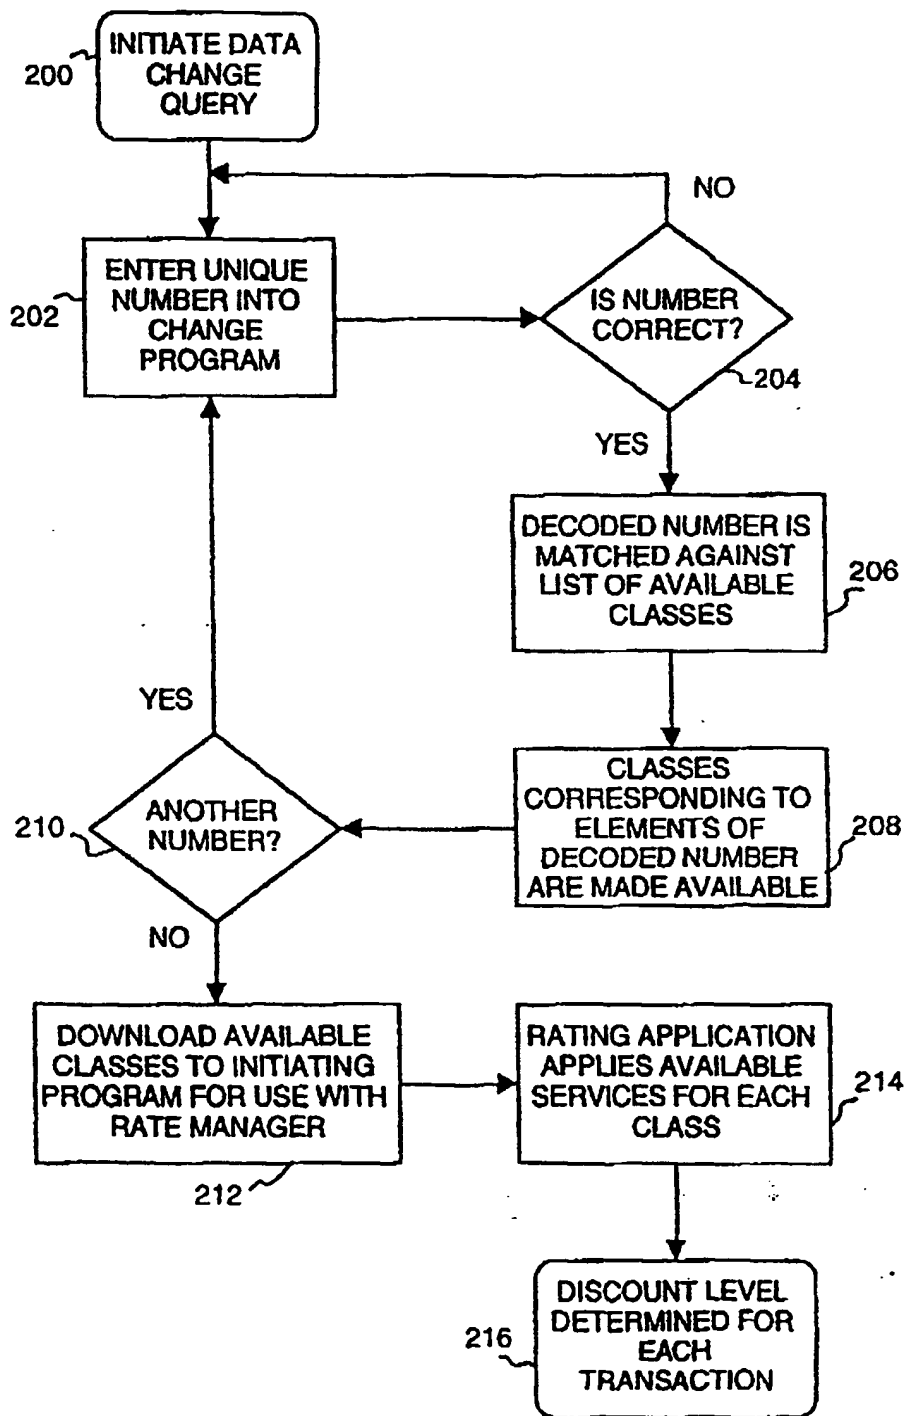 INITIATE DATA
CHANGE
QUERY
200
NO
ENTER UNIQUE
NUMBER INTO
CHANGE
PROGRAM
202
IS NUMBER
CORRECT?
204
YES
DECODED NUMBER IS
MATCHED AGAINST
LIST OF AVAILABLE
CLASSES
206
YES
CLASSES
CORRESPONDING TO
ELEMENTS OF
DECODED NUMBER
ARE MADE AVAILABLE
208
ANOTHER
NUMBER?
210
NO
DOWNLOAD AVAILABLE
CLASSES TO INITIATING
PROGRAM FOR USE WITH
RATE MANAGER
212
RATING APPLICATION
APPLIES AVAILABLE
SERVICES FOR EACH
CLASS
214
DISCOUNT LEVEL
DETERMINED FOR
EACH
TRANSACTION
216